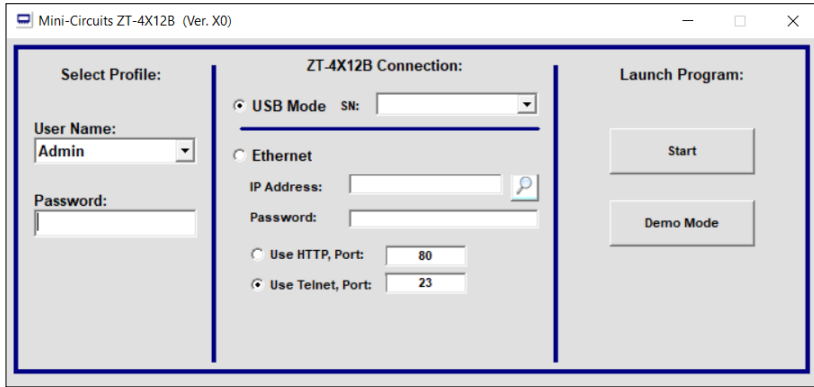 Mini-Circuits ZT-4X12B (Ver. X0)
Select Profile:
User Name:
Admin
Password:
ZT-4X12B Connection:
USB Mode SN:
Ethernet
IP Address:
Password:
Use HTTP, Port: 80
Use Telnet, Port: 23
Launch Program:
Start
Demo Mode